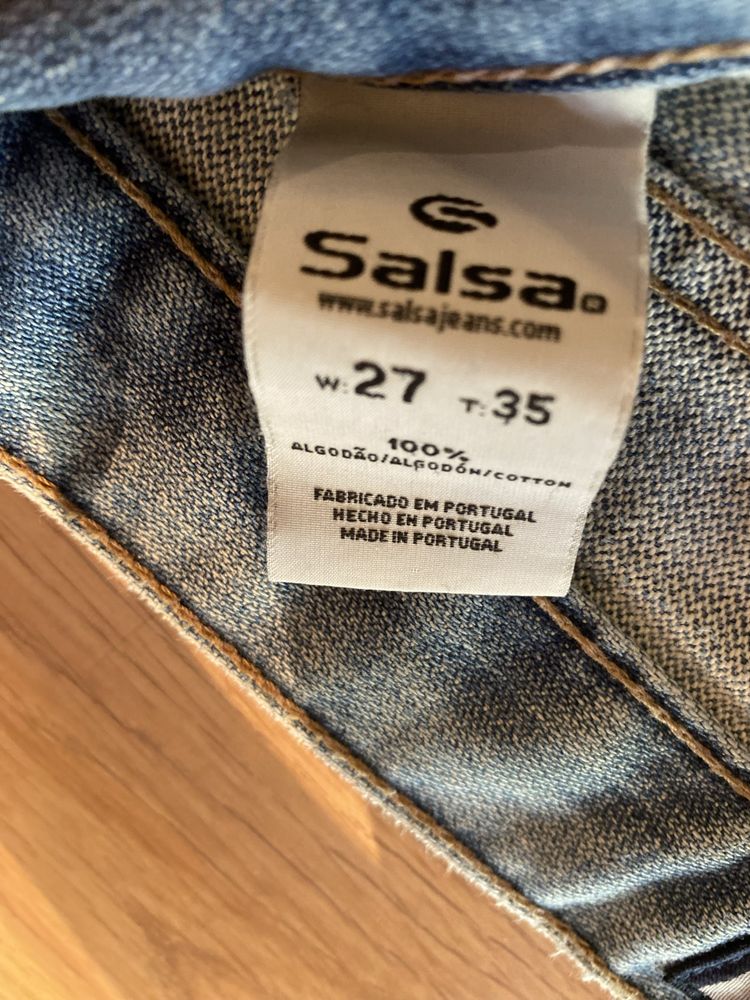 Salsa
www.salsajeans.com
W: 27 T: 35
100%
ALGODÃO/ALGODÓN/COTTON
FABRICADO EM PORTUGAL
HECHO EN PORTUGAL
MADE IN PORTUGAL